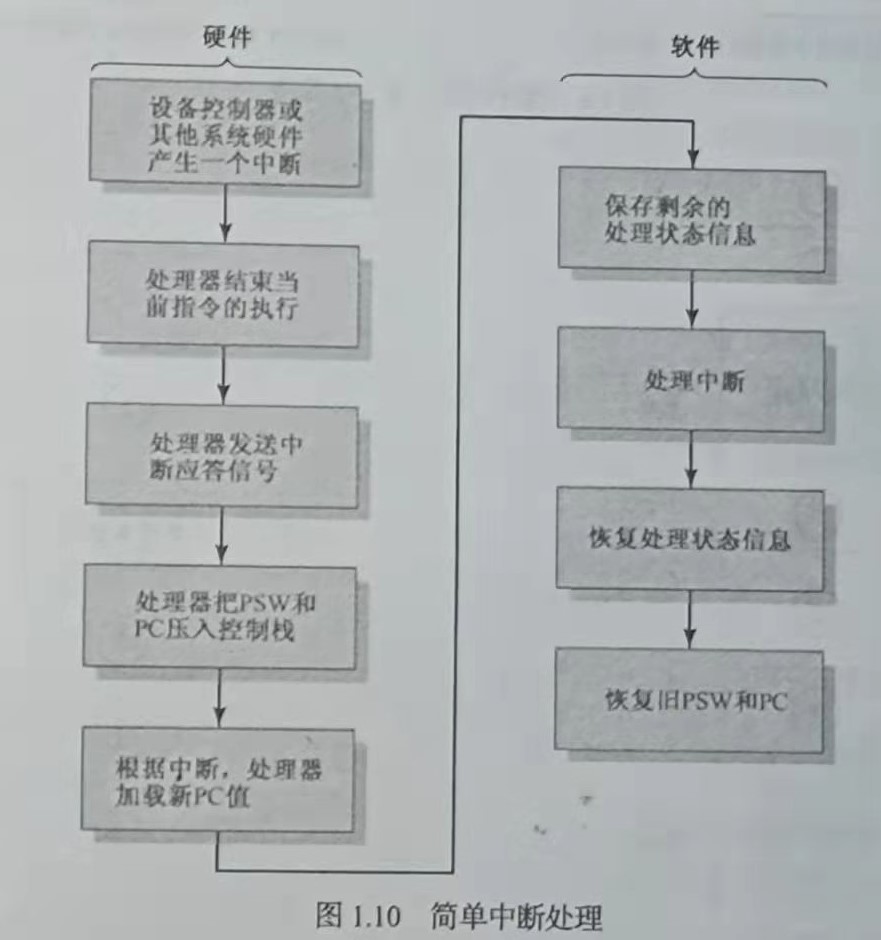 硬件
设备控制器或
其他系统硬件
产生一个中断
处理器结束当
前指令的执行
处理器发送中
断应答信号
处理器把PSW和
PC压入控制栈
根据中断，处理器
加载新PC值
软件
保存剩余的
处理状态信息
处理中断
恢复处理状态信息
恢复旧PSW和PC
图 1.10 简单中断处理